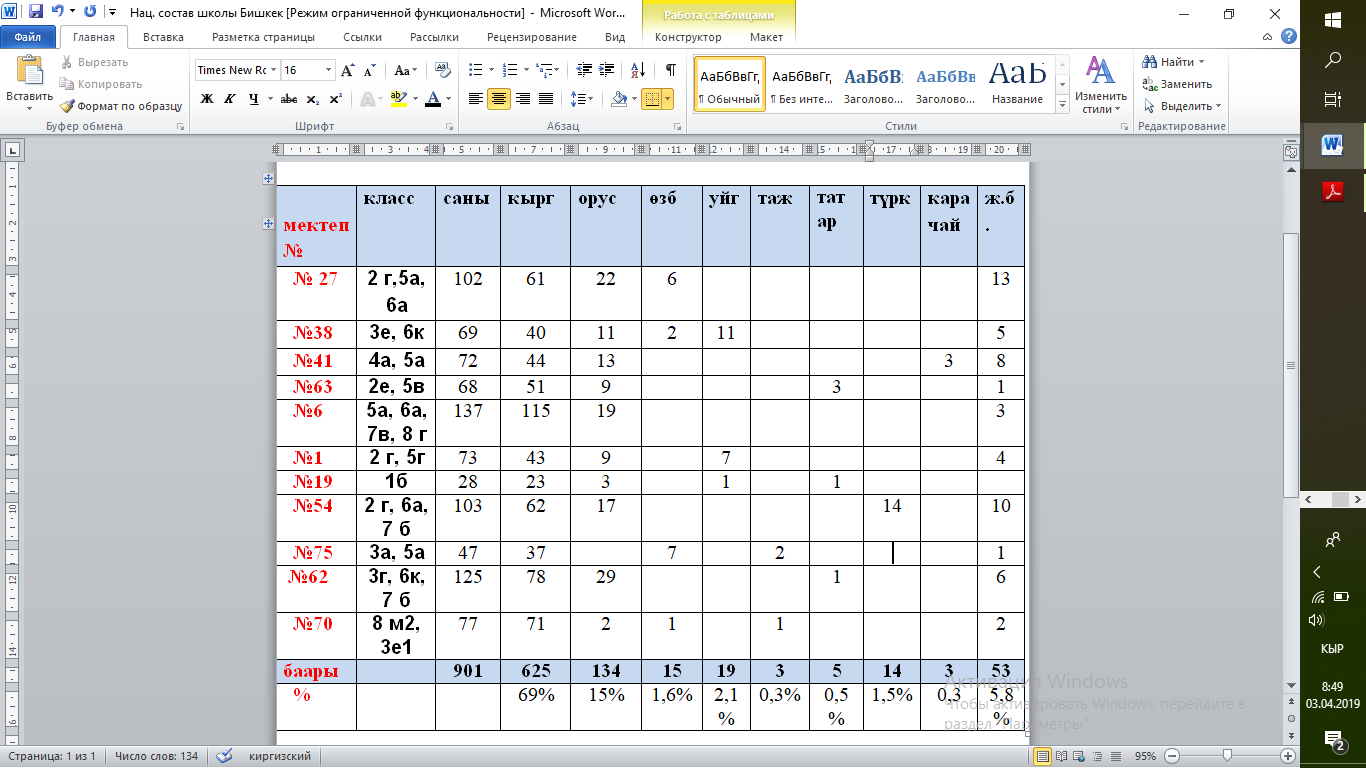 Нац. состав школы Бишкек [Режим ограниченной функциональности] - Microsoft Wor...
Работа с таблицами
Файл Главная Вставка Разметка страницы Ссылки Рассылки Рецензирование Вид Конструктор Макет
Вставить
Вырезать
Копировать
Формат по образцу
Буфер обмена
Times New Rc 16
Шрифт
Абзац
АаБбВвГг, АаБбВвГг, АаБбВ АаБбВв АаЬ
¶ Обычный ¶ Без инте... Заголово... Заголово... Название
Стили
Изменить стили
Найти
Заменить
Выделить
Редактирование
мектеп № класс саны кырг орус өзб уйг таж тат ар түрк кара чай ж.б .
№ 27 2 г,5а, 6а 102 61 22 6 13
№38 3е, 6к 69 40 11 2 11 5
№41 4а, 5а 72 44 13 3 8
№63 2е, 5в 68 51 9 3 1
№6 5а, 6а, 7в, 8 г 137 115 19 3
№1 2 г, 5г 73 43 9 7 4
№19 1б 28 23 3 1 1
№54 2 г, 6а, 7 б 103 62 17 14 10
№75 3а, 5а 47 37 7 2 1
№62 3г, 6к, 7 б 125 78 29 1 6
№70 8 м2, 3е1 77 71 2 1 1 2
баары 901 625 134 15 19 3 5 14 3 53
% 69% 15% 1,6% 2,1 % 0,3% 0,5 % 1,5% 0,3 5,8 %
Активация Windows
Чтобы активировать Windows, перейдите в
раздел "Параметры".
Страница: 1 из 1 Число слов: 134 киргизский 95%
КЫР
8:49
03.04.2019
2